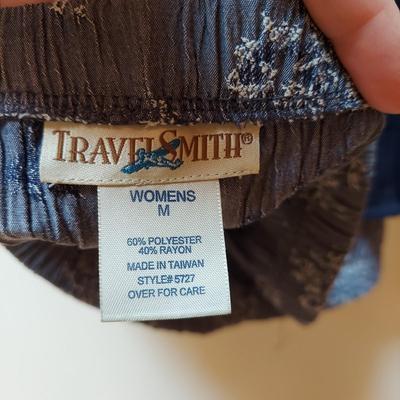 TRAVELSMITH®
WOMENS
M
60% POLYESTER
40% RAYON
MADE IN TAIWAN
STYLE#5727
OVER FOR CARE